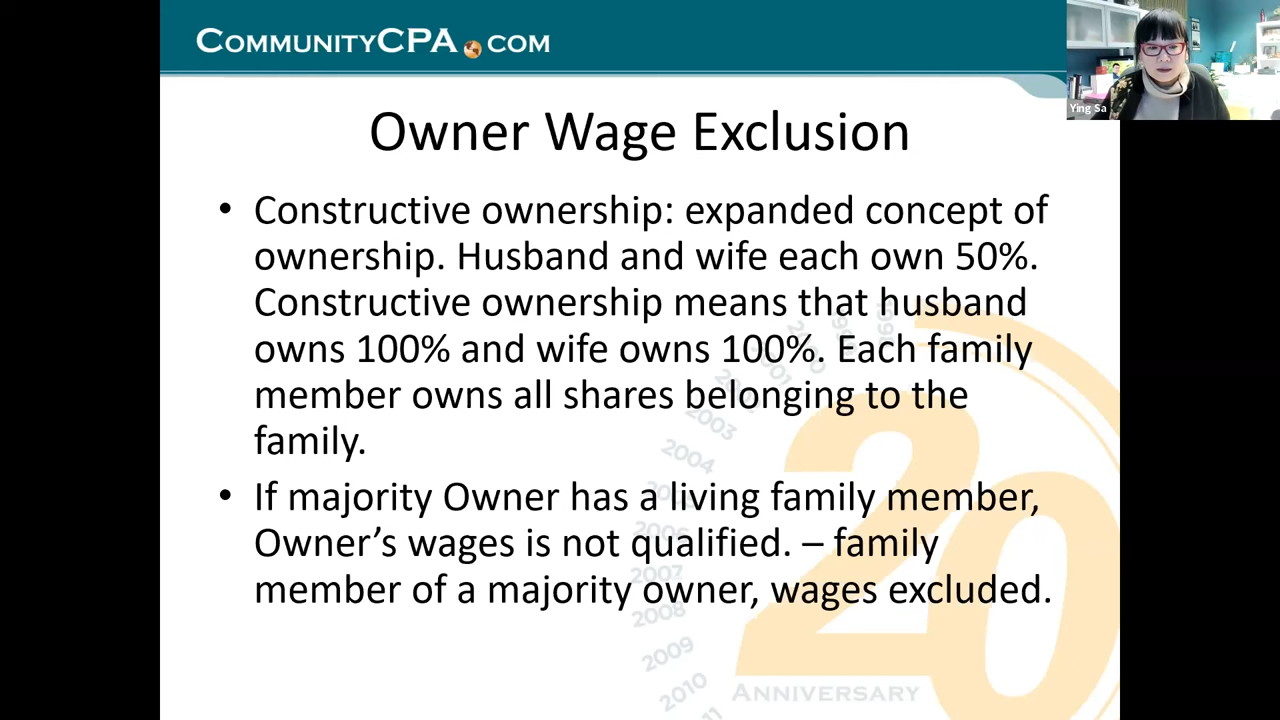 COMMUNITYCPA.COM
Ying Sa
Owner Wage Exclusion
• Constructive ownership: expanded concept of
ownership. Husband and wife each own 50%.
Constructive ownership means that husband
owns 100% and wife owns 100%. Each family
member owns all shares belonging to the
family.
• If majority Owner has a living family member,
Owner’s wages is not qualified. – family
member of a majority owner, wages excluded.
2001
2003
2004
2006
2007
2008
2009
2010
20
ANNIVERSARY